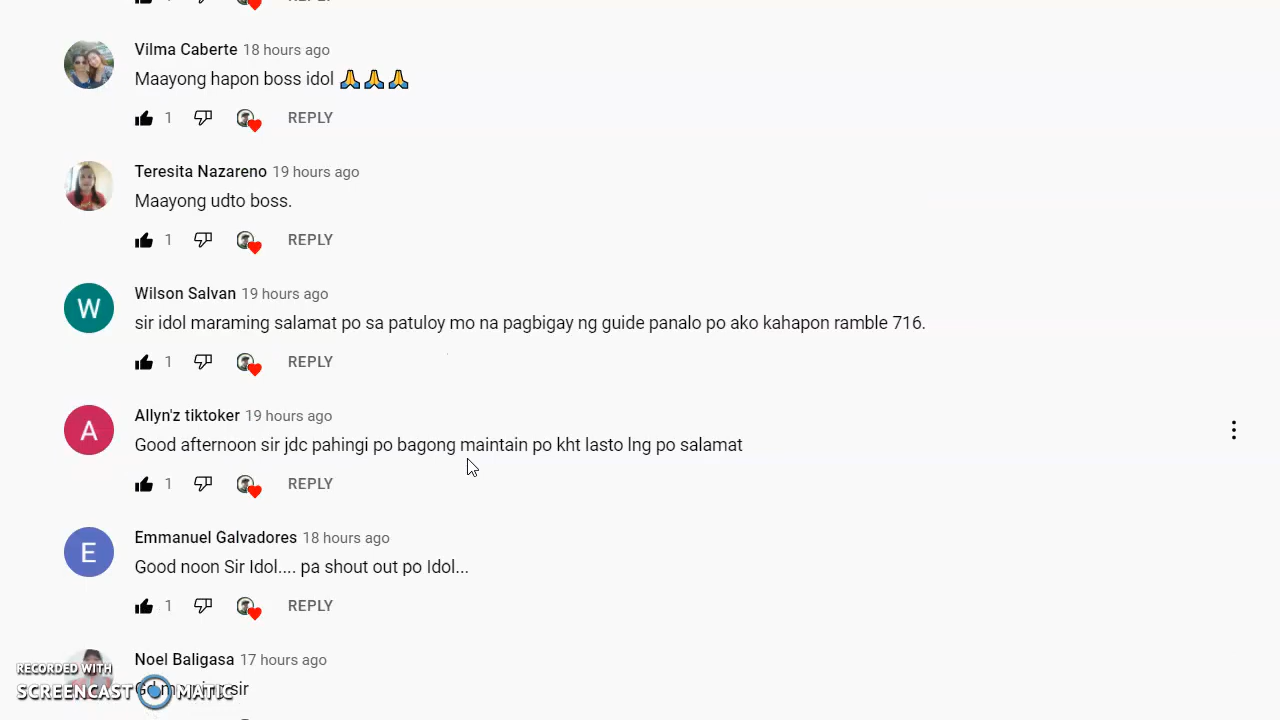 REPLY
Vilma Caberte 18 hours ago
Maayong hapon boss idol 🙏🙏🙏
1 REPLY
Teresita Nazareno 19 hours ago
Maayong udto boss.
1 REPLY
W
Wilson Salvan 19 hours ago
sir idol maraming salamat po sa patuloy mo na pagbigay ng guide panalo po ako kahapon ramble 716.
1 REPLY
A
Allyn'z tiktoker 19 hours ago
Good afternoon sir jdc pahingi po bagong maintain po kht lasto lng po salamat
1 REPLY
E
Emmanuel Galvadores 18 hours ago
Good noon Sir Idol.... pa shout out po Idol...
1 REPLY
Noel Baligasa 17 hours ago
sir
RECORDED WITH
SCREENCAST MATIC